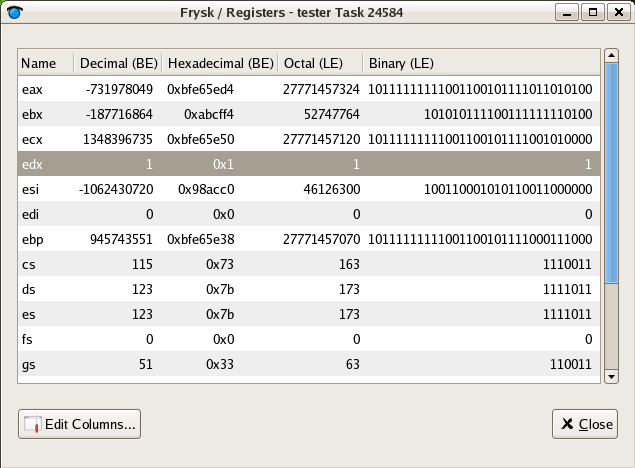 Frysk / Registers - tester Task 24584
Name Decimal (BE) Hexadecimal (BE) Octal (LE) Binary (LE)
eax -731978049 0xbfe65ed4 27771457324 10111111111001100101111011010100
ebx -187716864 0xabcff4 52747764 101010111100111111110100
ecx 1348396735 0xbfe65e50 27771457120 10111111111001100101111001010000
edx 1 0x1 1 1
esi -1062430720 0x98acc0 46126300 100110001010110011000000
edi 0 0x0 0 0
ebp 945743551 0xbfe65e38 27771457070 10111111111001100101111000111000
cs 115 0x73 163 1110011
ds 123 0x7b 173 1111011
es 123 0x7b 173 1111011
fs 0 0x0 0 0
gs 51 0x33 63 110011
Edit Columns... Close